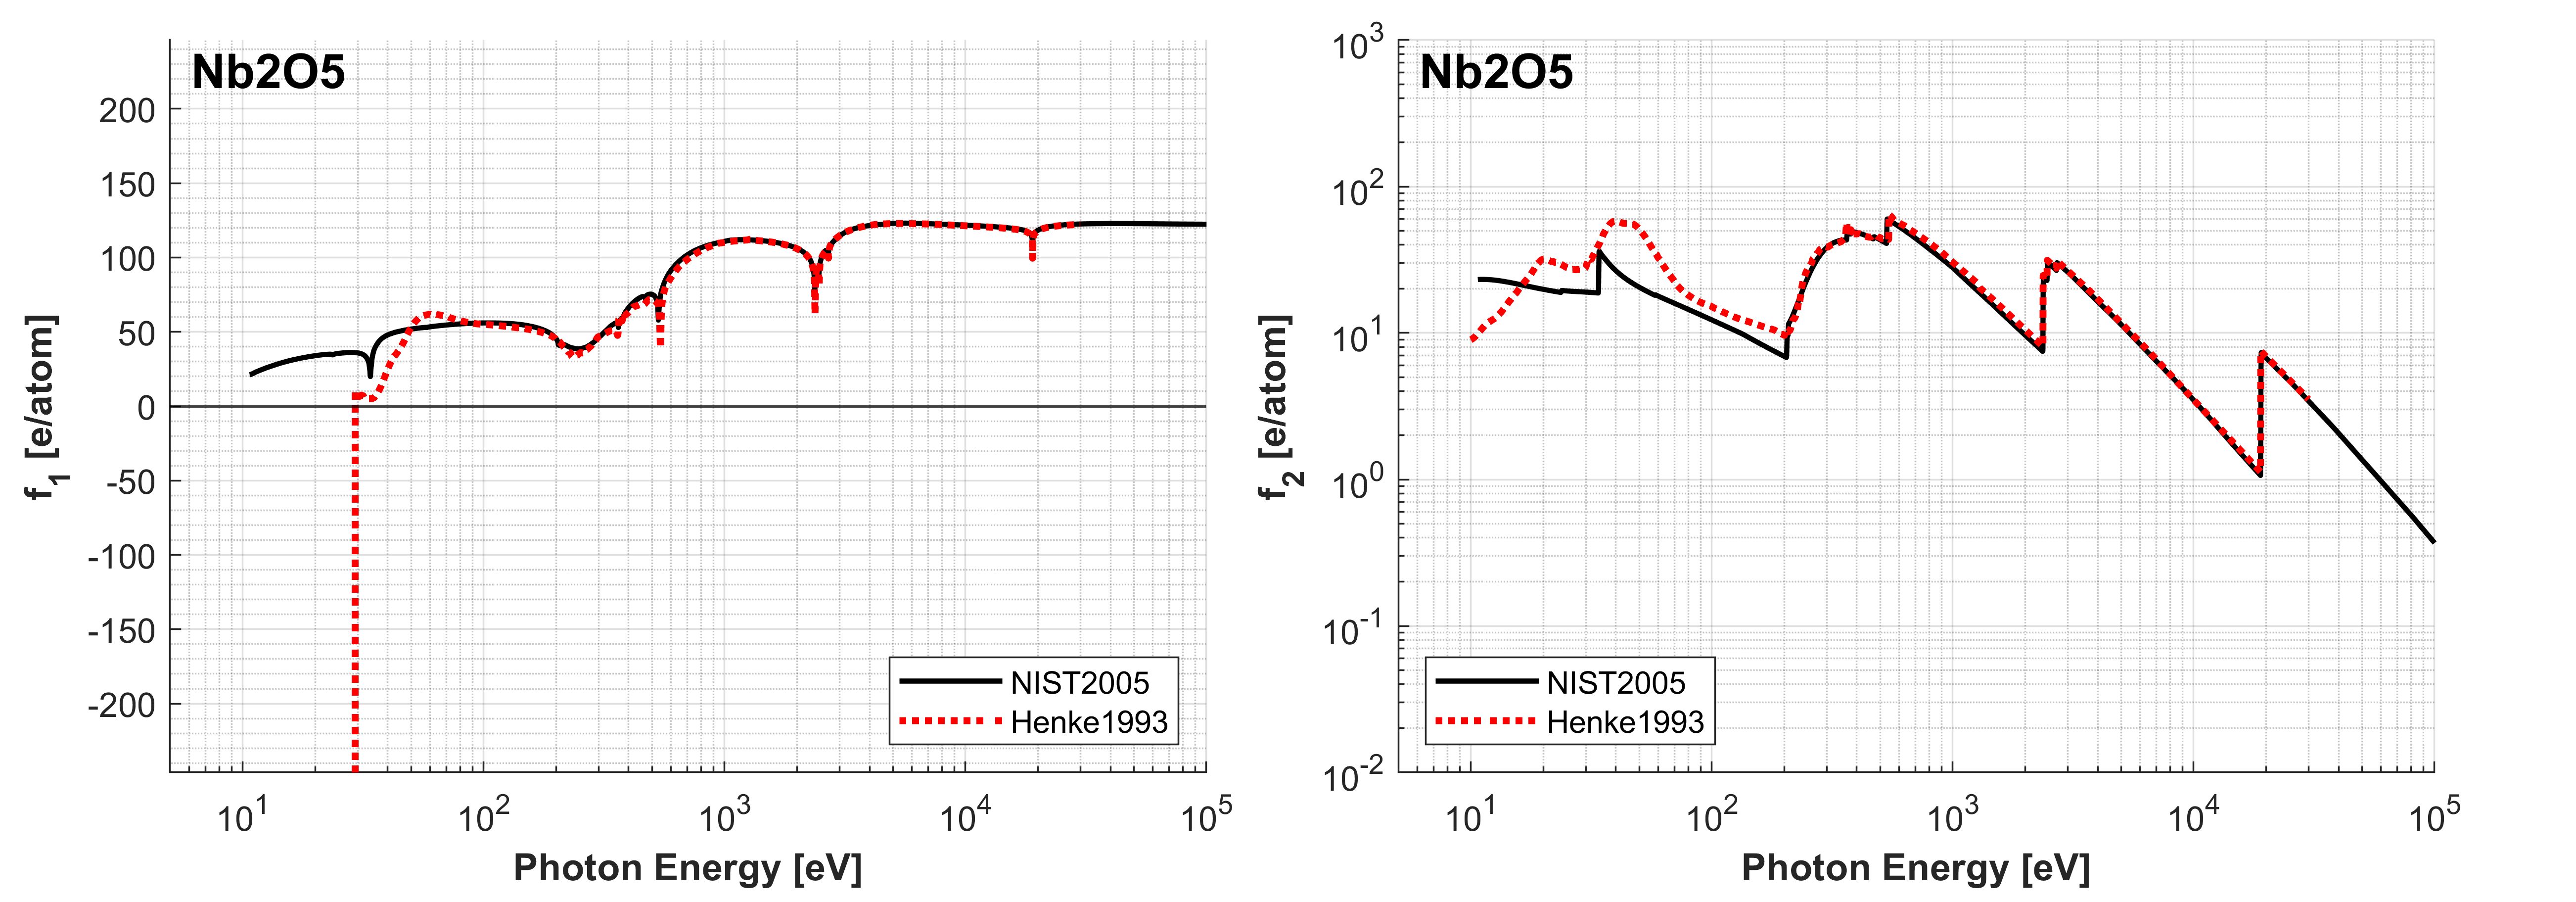 Nb2O5
200
150
100
50
0
-50
-100
-150
-200
f1 [e/atom]
10^1 10^2 10^3 10^4 10^5
Photon Energy [eV]
NIST2005
Henke1993
Nb2O5
10^3
10^2
10^1
10^0
10^-1
10^-2
f2 [e/atom]
10^1 10^2 10^3 10^4 10^5
Photon Energy [eV]
NIST2005
Henke1993